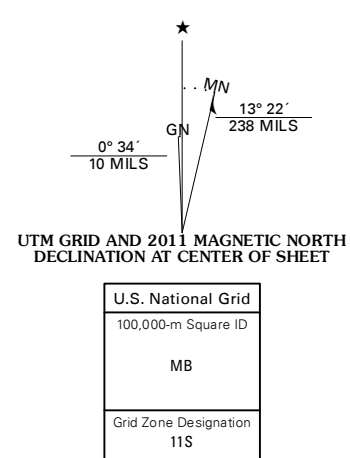 ★
MN
GN
13° 22´
238 MILS
0° 34´
10 MILS
UTM GRID AND 2011 MAGNETIC NORTH
DECLINATION AT CENTER OF SHEET
U.S. National Grid
100,000-m Square ID
MB
Grid Zone Designation
11S